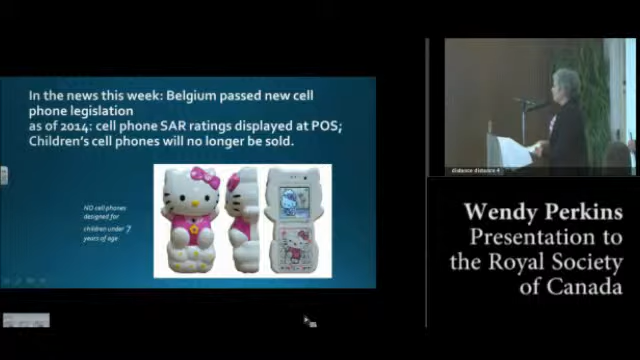 In the news this week: Belgium passed new cell
phone legislation
as of 2014: cell phone SAR ratings displayed at POS;
Children's cell phones will no longer be sold.
NO cell phones
designed for
children under 7
years of age
Wendy Perkins
Presentation to
the Royal Society
of Canada